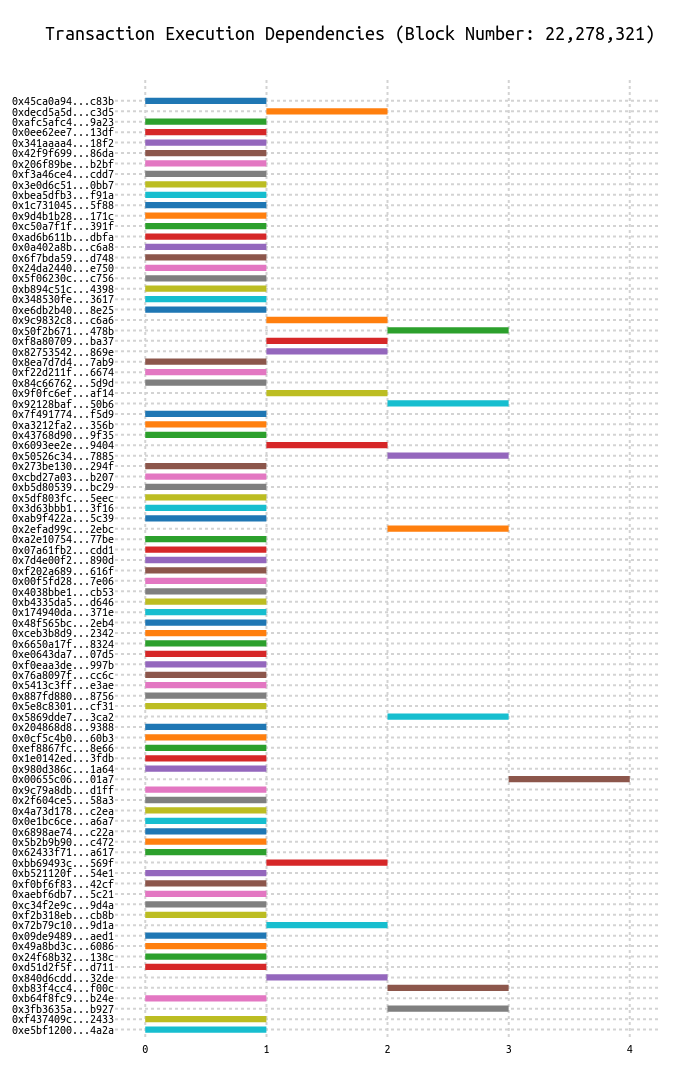 Transaction Execution Dependencies (Block Number: 22,278,321)
0x45ca0a94...c83b
0xdecd5a5d...c3d5
0xafc5afc4...9a23
0x0ee62ee7...13df
0x341aaaa4...18f2
0x42f9f699...86da
0x206f89be...b2bf
0xf3a46ce4...cdd7
0x3e0d6c51...0bb7
0xbea5dfb3...f91a
0x1c731045...5f88
0x9d4b1b28...171c
0xc50a7f1f...391f
0xad6b611b...dbfa
0x0a402a8b...c6a8
0x6f7bda59...d748
0x24da2440...e750
0x5f06230c...c756
0xb894c51c...4398
0x348530fe...3617
0xe6db2b40...8e25
0x9c9832c8...c6a6
0x50f2b671...478b
0xf8a80709...ba37
0x82753542...869e
0x8ea7d7d4...7ab9
0xf22d211f...6674
0x84c66762...5d9d
0x9f0fc6ef...af14
0x92128baf...50b6
0x7f491774...f5d9
0xa3212fa2...356b
0x43768d90...9f35
0x6093ee2e...9404
0x50526c34...7885
0x273be130...294f
0xcbd27a03...b207
0xb5d80539...bc29
0x5df803fc...5eec
0x3d63bbb1...3f16
0xab9f422a...5c39
0x2efad99c...2ebc
0xa2e10754...77be
0x07a61fb2...cdd1
0x7d4e00f2...890d
0xf202a689...616f
0x00f5fd28...7e06
0x4038bbe1...cb53
0xb4335da5...d646
0x174940da...371e
0x48f565bc...2eb4
0xceb3b8d9...2342
0x6650a17f...8324
0xe0643da7...07d5
0xf0eaa3de...997b
0x76a8097f...cc6c
0x5413c3ff...e3ae
0x887fd880...8756
0x5e8c8301...cf31
0x5869dde7...3ca2
0x204868d8...9388
0x0cf5c4b0...60b3
0xef8867fc...8e66
0x1e0142ed...3fdb
0x980d386c...1a64
0x00655c06...01a7
0x9c79a8db...d1ff
0x2f604ce5...58a3
0x4a73d178...c2ea
0x0e1bc6ce...a6a7
0x6898ae74...c22a
0x5b2b9b90...c472
0x62433f71...a617
0xbb69493c...569f
0xb521120f...54e1
0xf0bf6f83...42cf
0xaebf6db7...5c21
0xc34f2e9c...9d4a
0xf2b318eb...cb8b
0x72b79c10...9d1a
0x09de9489...aed1
0x49a8bd3c...6086
0x24f68b32...138c
0xd51d2f5f...d711
0x840d6cdd...32de
0xb83f4cc4...f00c
0xb64f8fc9...b24e
0x3fb3635a...b927
0xf437409c...2433
0xe5bf1200...4a2a
0 1 2 3 4